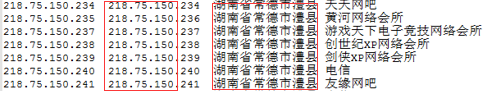 218.75.150.234 218.75.150.234 湖南省常德市澧县 天天网吧
218.75.150.235 218.75.150.235 湖南省常德市澧县 黄河网络会所
218.75.150.237 218.75.150.237 湖南省常德市澧县 游戏天下电子竞技网络会所
218.75.150.238 218.75.150.238 湖南省常德市澧县 创世纪XP网络会所
218.75.150.239 218.75.150.239 湖南省常德市澧县 剑侠XP网络会所
218.75.150.240 218.75.150.240 湖南省常德市澧县 电信
218.75.150.241 218.75.150.241 湖南省常德市澧县 友缘网吧